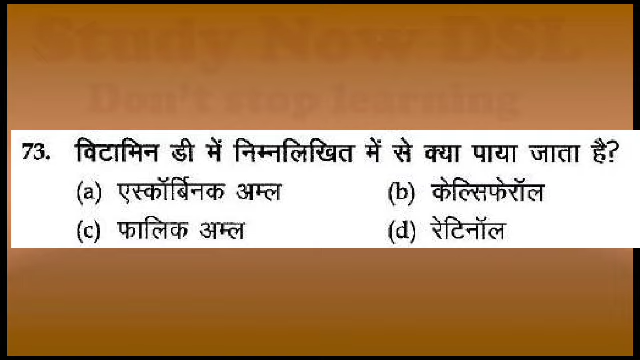 Study Now DSL
Don't stop learning
73. विटामिन डी में निम्नलिखित में से क्या पाया जाता है?
(a) एस्कॉर्बिनक अम्ल (b) केल्सिफेरॉल
(c) फालिक अम्ल (d) रेटिनॉल